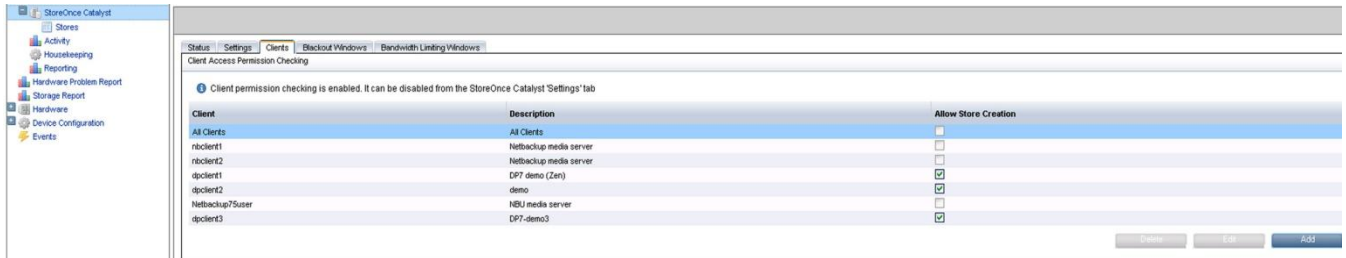 StoreOnce Catalyst
Stores
Activity
Housekeeping
Reporting
Hardware Problem Report
Storage Report
Hardware
Device Configuration
Events
Status Settings Clients Blackout Windows Bandwidth Limiting Windows
Client Access Permission Checking
Client permission checking is enabled. It can be disabled from the StoreOnce Catalyst 'Settings' tab
Client Description Allow Store Creation
All Clients All Clients
nbclient1 Netbackup media server
nbclient2 Netbackup media server
dpclient1 DP7 demo (Zen)
dpclient2 demo
Netbackup75user NBU media server
dpclient3 DP7-demo3
Delete Edit Add